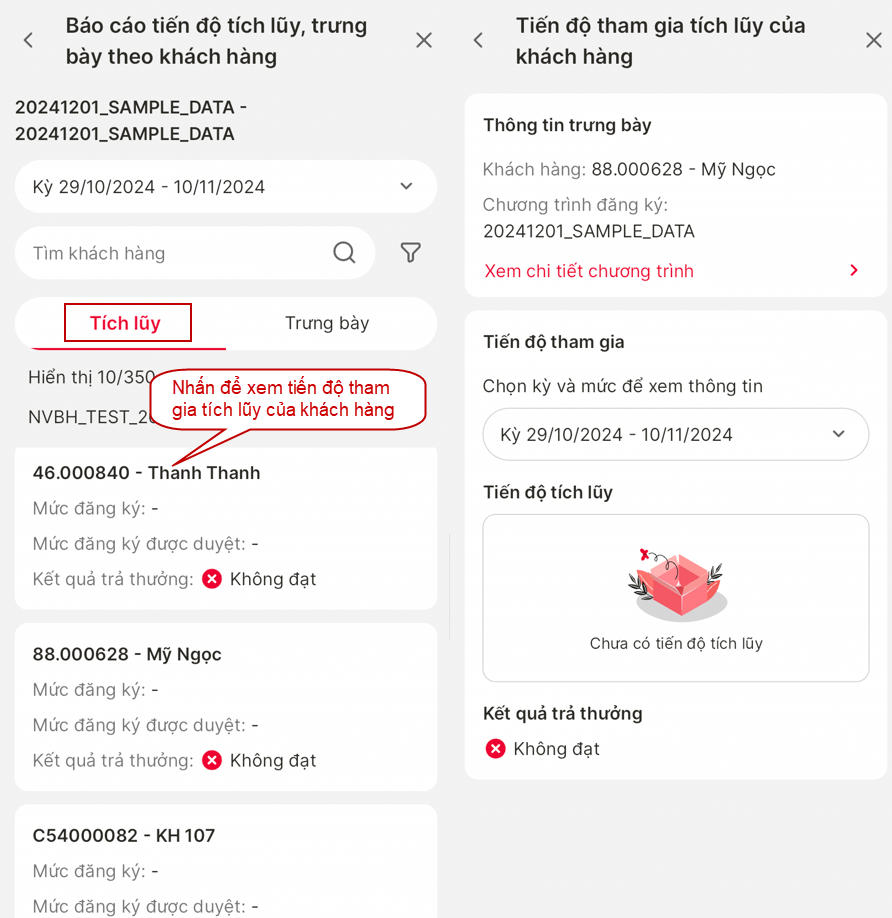 Báo cáo tiến độ tích lũy, trưng
bày theo khách hàng
20241201_SAMPLE_DATA -
20241201_SAMPLE_DATA
Kỳ 29/10/2024 - 10/11/2024
Tìm khách hàng
Tích lũy
Trưng bày
Hiển thị 10/350
Nhấn để xem tiến độ tham
gia tích lũy của khách hàng
NVBH_TEST_20
46.000840 - Thanh Thanh
Mức đăng ký: -
Mức đăng ký được duyệt: -
Kết quả trả thưởng: Không đạt
88.000628 - Mỹ Ngọc
Mức đăng ký: -
Mức đăng ký được duyệt: -
Kết quả trả thưởng: Không đạt
C54000082 - KH 107
Mức đăng ký: -
Mức đăng ký được duyệt: -
Tiến độ tham gia tích lũy của
khách hàng
Thông tin trưng bày
Khách hàng: 88.000628 - Mỹ Ngọc
Chương trình đăng ký:
20241201_SAMPLE_DATA
Xem chi tiết chương trình
Tiến độ tham gia
Chọn kỳ và mức để xem thông tin
Kỳ 29/10/2024 - 10/11/2024
Tiến độ tích lũy
Chưa có tiến độ tích lũy
Kết quả trả thưởng
Không đạt